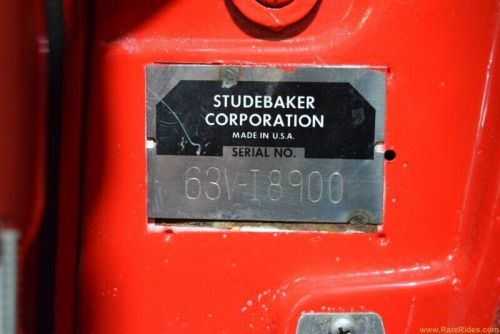 STUDEBAKER
CORPORATION
MADE IN U.S.A.
SERIAL NO.
63V-I8900
www.RareRides.com